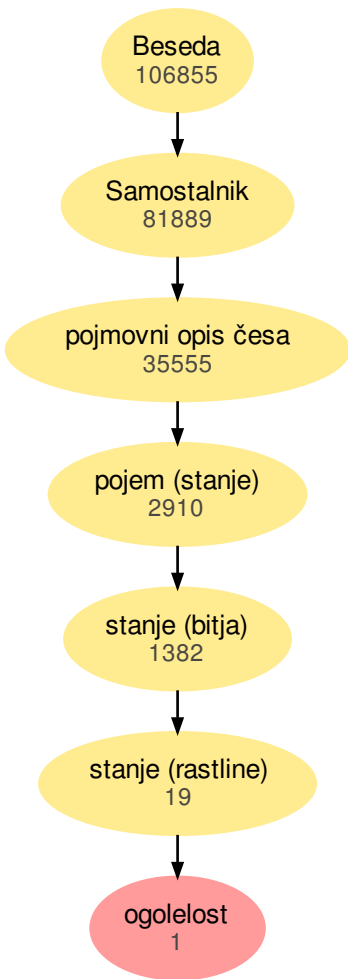 Beseda
106855
Samostalnik
81889
pojmovni opis česa
35555
pojem (stanje)
2910
stanje (bitja)
1382
stanje (rastline)
19
ogolelost
1